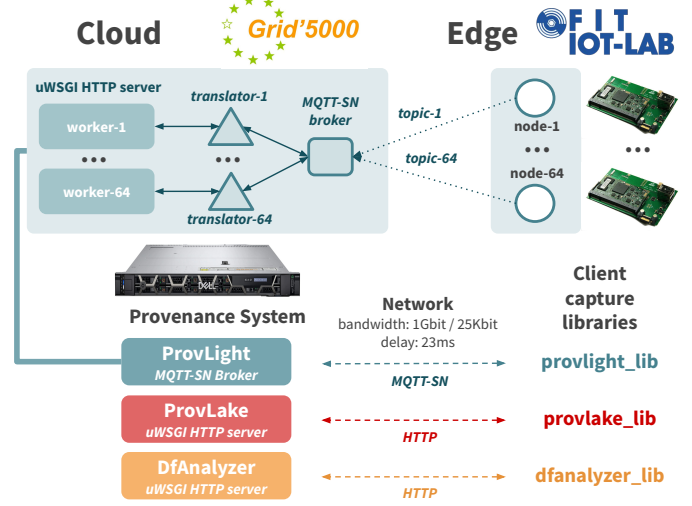 Cloud
Grid'5000
Edge
FIT
IOT-LAB
uWSGI HTTP server
translator-1
MQTT-SN
broker
topic-1
worker-1
node-1
•••
•••
•••
•••
topic-64
worker-64
node-64
translator-64
DELL
Provenance System
Network
bandwidth: 1Gbit / 25Kbit
delay: 23ms
Client
capture
libraries
ProvLight
MQTT-SN Broker
MQTT-SN
provlight_lib
ProvLake
uWSGI HTTP server
HTTP
provlake_lib
DfAnalyzer
uWSGI HTTP server
HTTP
dfanalyzer_lib